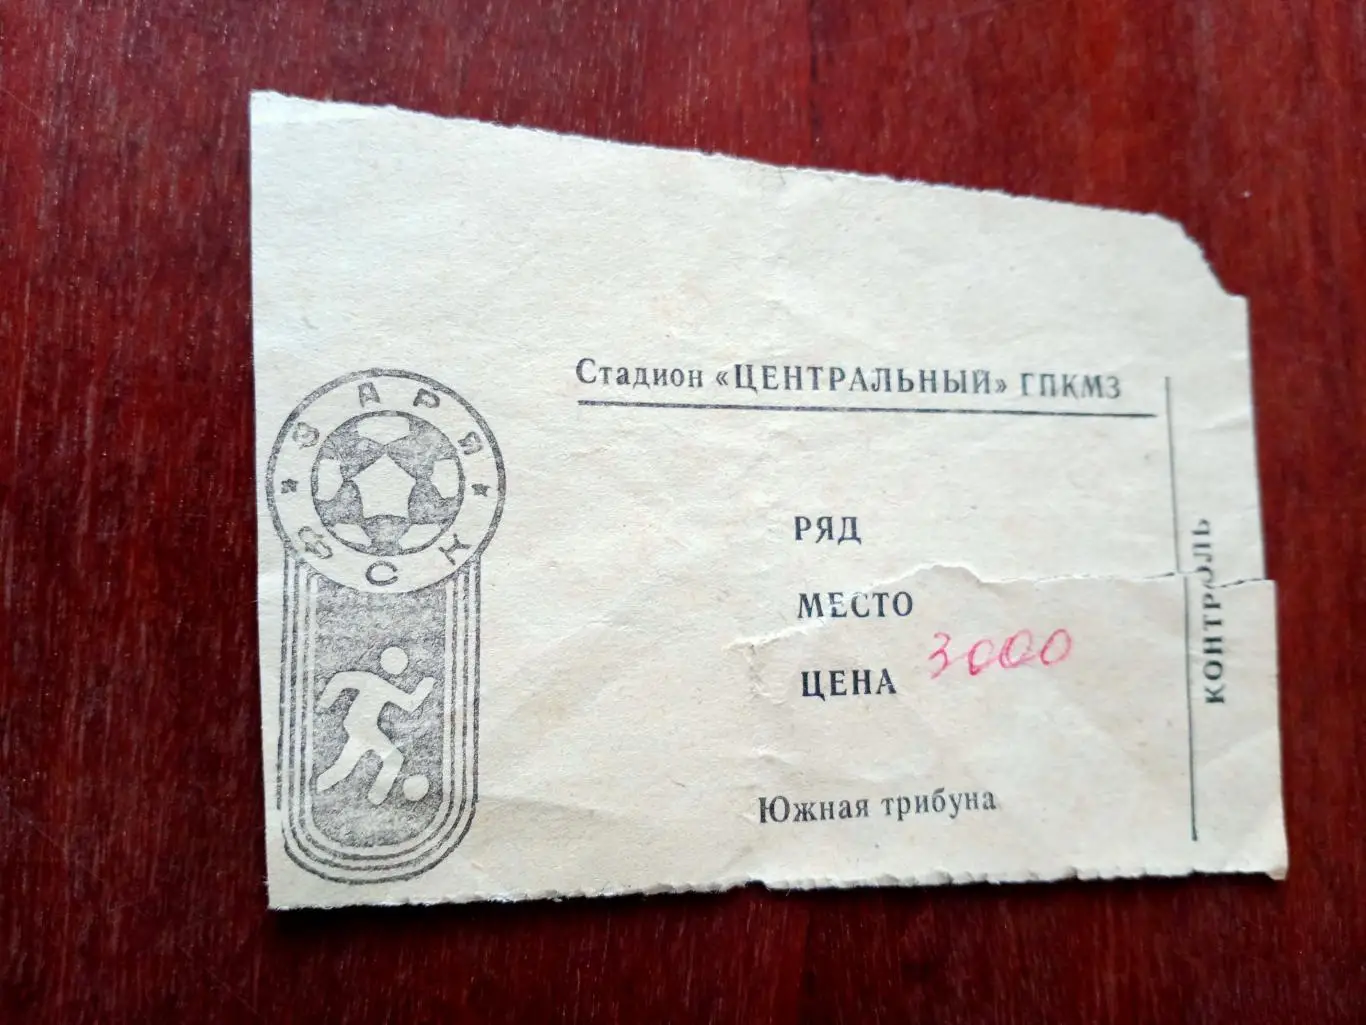 ЗАРЯ
ФСК
Стадион «ЦЕНТРАЛЬНЫЙ» ГПКМЗ
РЯД
МЕСТО
ЦЕНА 3000
Южная трибуна
КОНТРОЛЬ